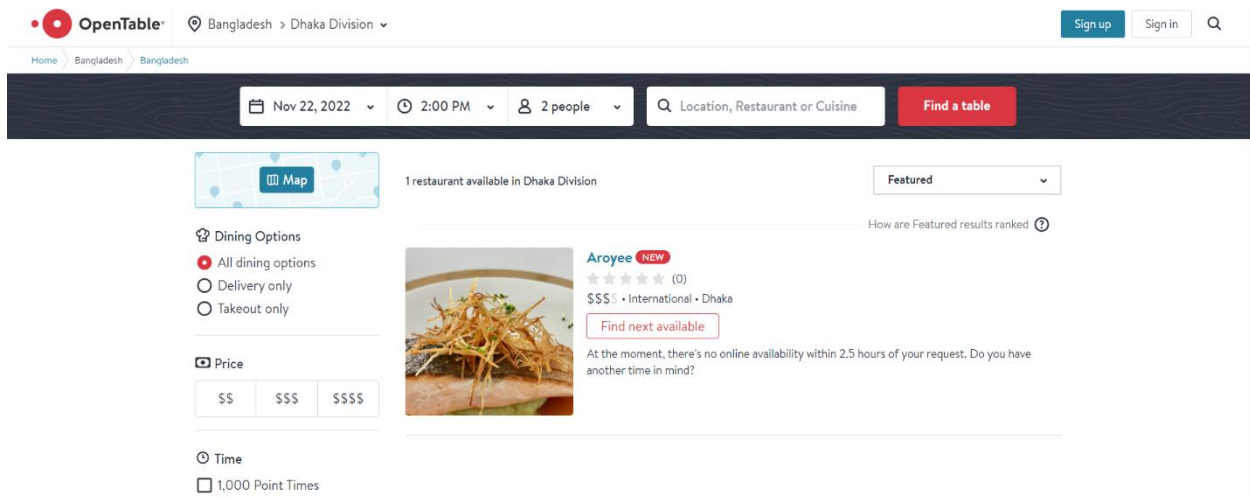 OpenTable® Bangladesh > Dhaka Division Sign up Sign in
Home Bangladesh Bangladesh
Nov 22, 2022 2:00 PM 2 people Location, Restaurant or Cuisine Find a table
Map 1 restaurant available in Dhaka Division Featured
How are Featured results ranked ?
Dining Options
All dining options
Delivery only
Takeout only
Price
$$ $$$ $$$$
Time
1,000 Point Times
Aroyee NEW
(0)
$$$$ • International • Dhaka
Find next available
At the moment, there's no online availability within 2.5 hours of your request. Do you have
another time in mind?